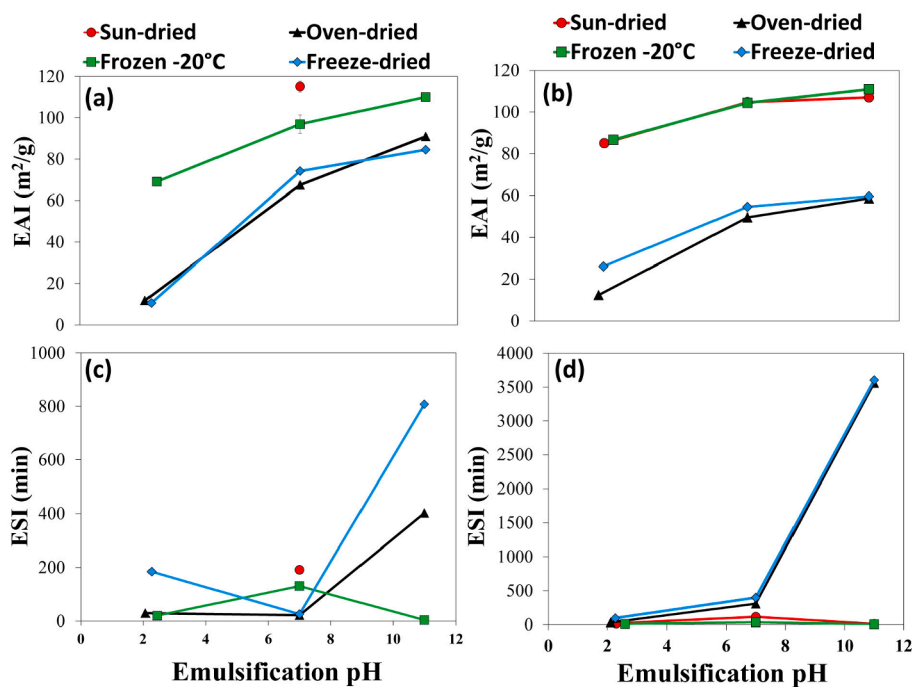 Sun-dried Oven-dried
Frozen -20°C Freeze-dried
Sun-dried Oven-dried
Frozen -20°C Freeze-dried
(a)
EAI (m²/g)
120
100
80
60
40
20
0
(b)
EAI (m²/g)
120
100
80
60
40
20
0
(c)
ESI (min)
1000
800
600
400
200
0
0 2 4 6 8 10 12
Emulsification pH
(d)
ESI (min)
4000
3500
3000
2500
2000
1500
1000
500
0
0 2 4 6 8 10 12
Emulsification pH